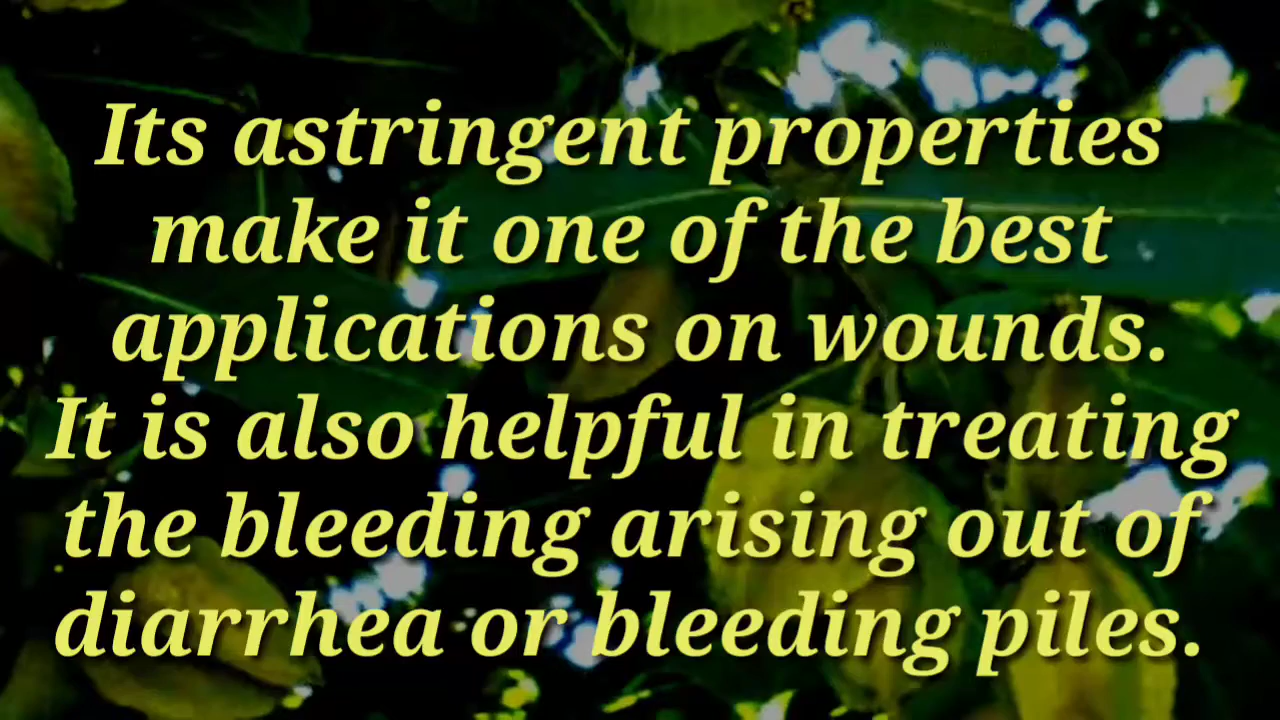 Its astringent properties
make it one of the best
applications on wounds.
It is also helpful in treating
the bleeding arising out of
diarrhea or bleeding piles.